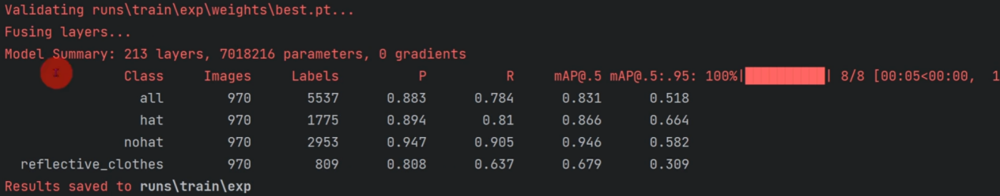 Validating runs\train\exp\weights\best.pt...
Fusing layers...
Model Summary: 213 layers, 7018216 parameters, 0 gradients
Class Images Labels P R mAP@.5 mAP@.5:.95: 100%|██████████| 8/8 [00:05<00:00, 1
all 970 5537 0.883 0.784 0.831 0.518
hat 970 1775 0.894 0.81 0.866 0.664
nohat 970 2953 0.947 0.905 0.946 0.582
reflective_clothes 970 809 0.808 0.637 0.679 0.309
Results saved to runs\train\exp